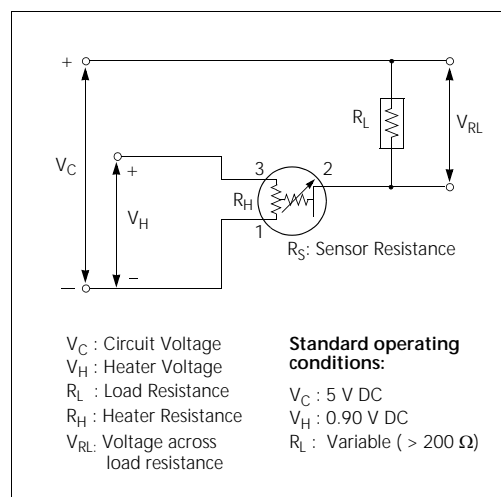 +
R_L
V_RL
V_C
+
3
2
R_H
V_H
1
R_S: Sensor Resistance
−
—
V_C : Circuit Voltage
V_H : Heater Voltage
R_L : Load Resistance
R_H : Heater Resistance
V_RL: Voltage across
load resistance
Standard operating
conditions:
V_C : 5 V DC
V_H : 0.90 V DC
R_L : Variable ( > 200 Ω)